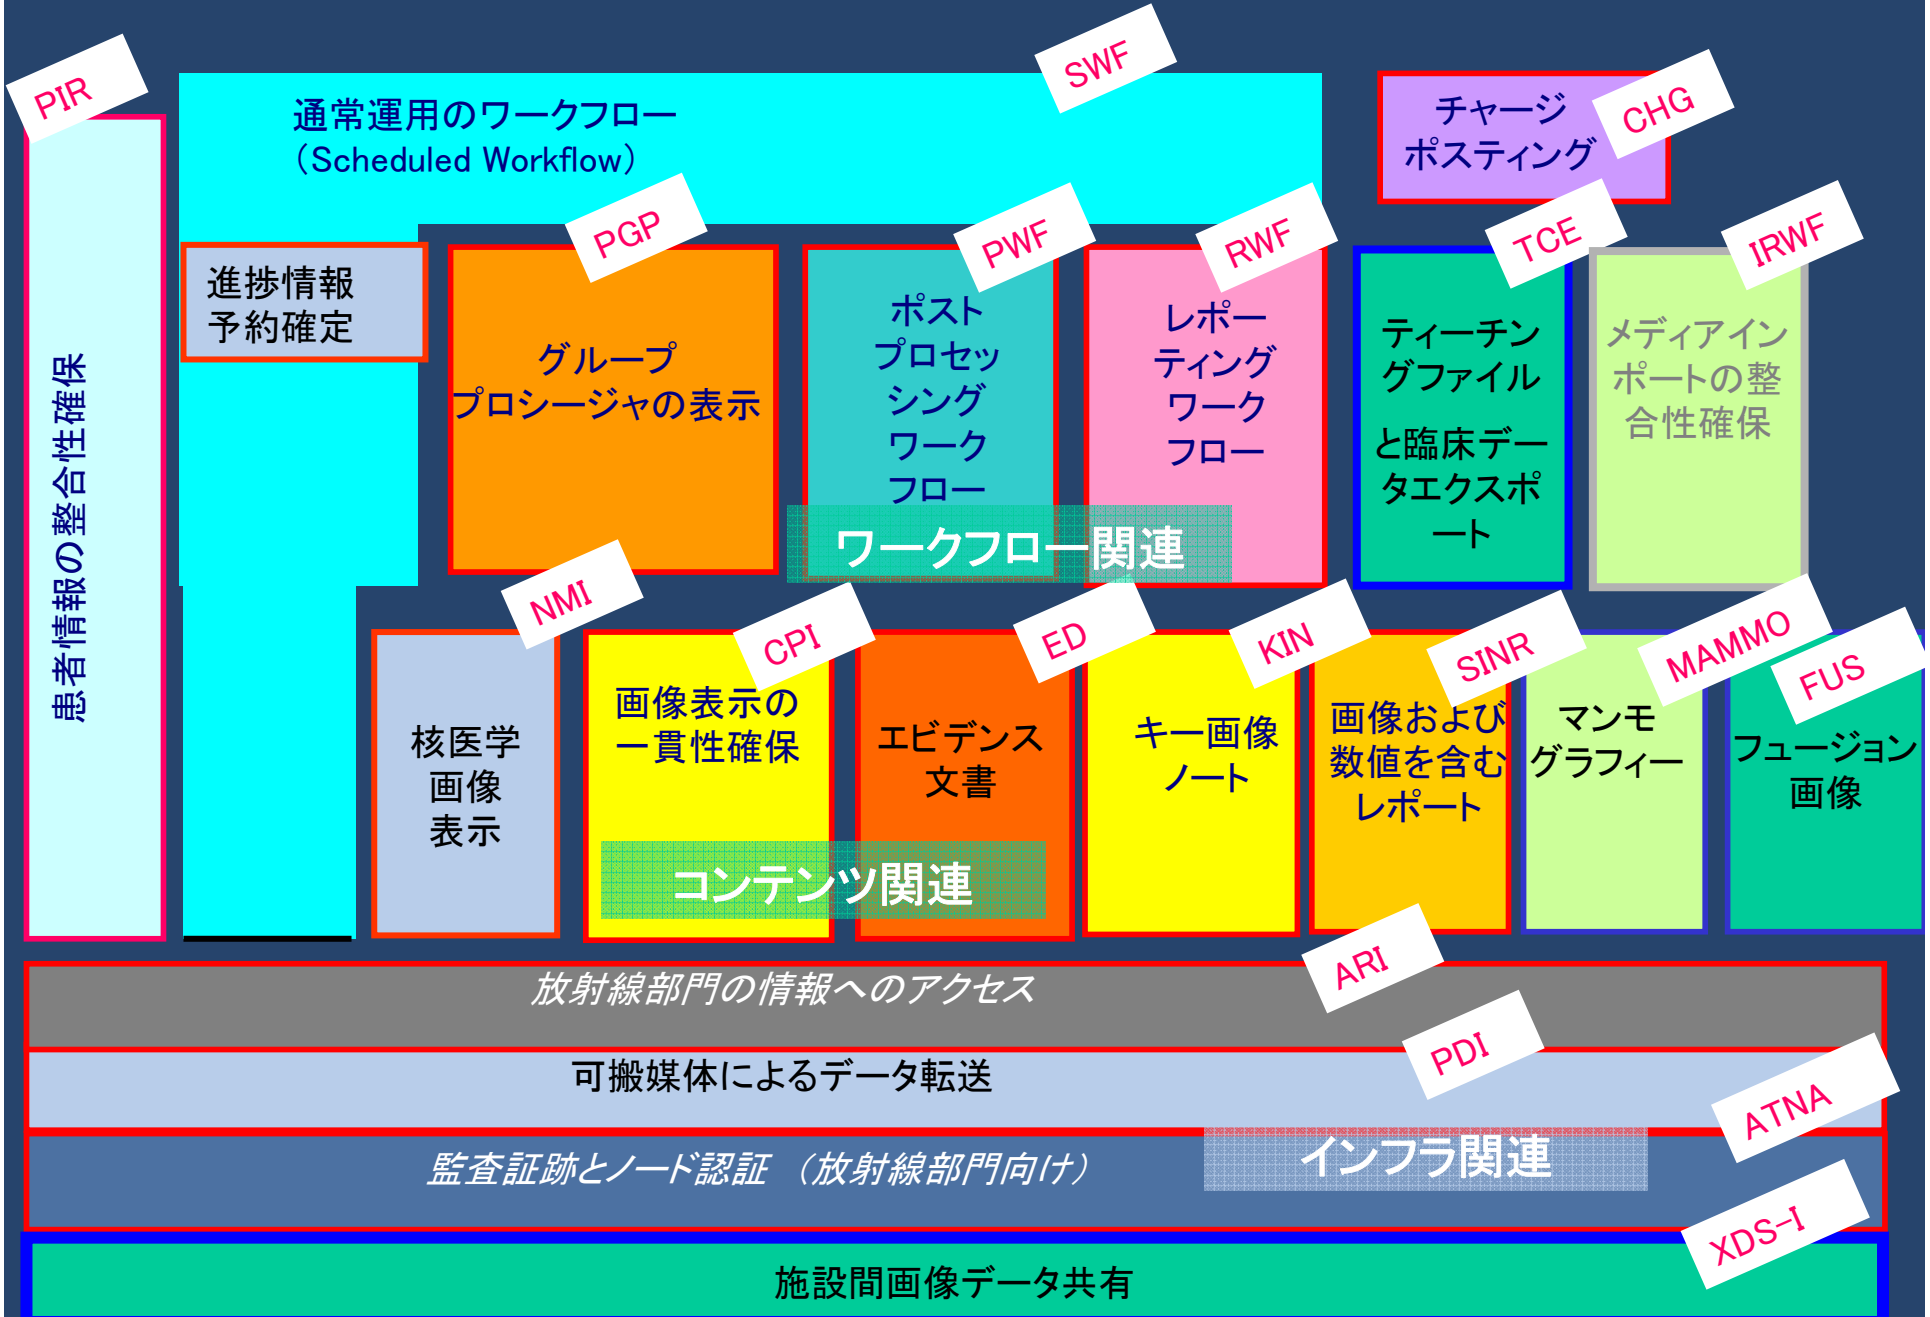 PIR
SWF
通常運用のワークフロー
(Scheduled Workflow)
チャージ
ポスティング
CHG
進捗情報
予約確定
PGP
グループ
プロシージャの表示
PWF
ポスト
プロセッ
シング
ワーク
フロー
RWF
レポー
ティング
ワーク
フロー
TCE
ティーチン
グファイル
と臨床デー
タエクスポ
ート
IRWF
メディアイン
ポートの整
合性確保
ワークフロー関連
患者情報の整合性確保
NMI
核医学
画像
表示
CPI
画像表示の
一貫性確保
ED
エビデンス
文書
KIN
キー画像
ノート
SINR
画像および
数値を含む
レポート
MAMMO
マンモ
グラフィー
FUS
フュージョン
画像
コンテンツ関連
放射線部門の情報へのアクセス
ARI
可搬媒体によるデータ転送
PDI
監査証跡とノード認証 (放射線部門向け)
ATNA
インフラ関連
XDS-I
施設間画像データ共有